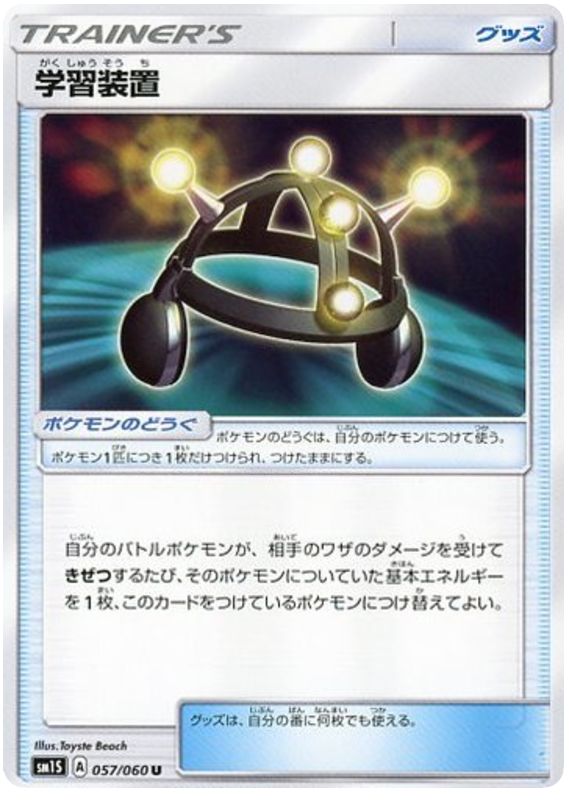 TRAINER'S
グッズ
がくしゅうそうち
学習装置
ポケモンのどうぐ
ポケモンのどうぐは、自分のポケモンにつけて使う。
ポケモン1匹につき1枚だけつけられ、つけたままにする。
自分のバトルポケモンが、相手のワザのダメージを受けて
きぜつするたび、そのポケモンについていた基本エネルギー
を1枚、このカードをつけているポケモンにつけ替えてよい。
グッズは、自分の番に何枚でも使える。
Illus.Toyste Beach
SM1S A 057/060 U